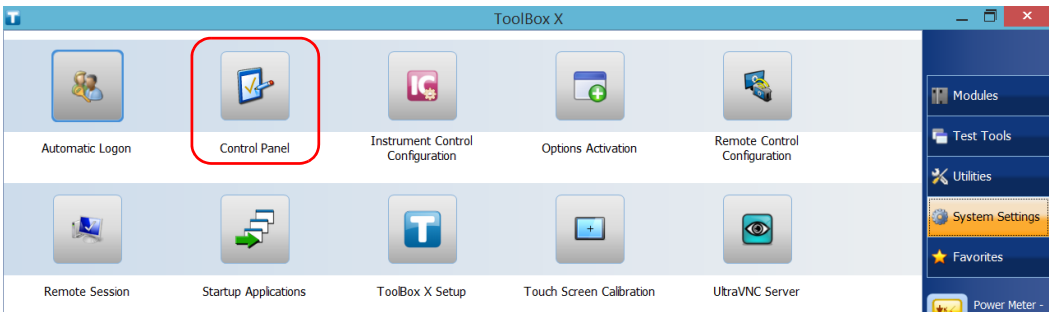 ToolBox X
Automatic Logon
Control Panel
Instrument Control
Configuration
Options Activation
Remote Control
Configuration
Remote Session
Startup Applications
ToolBox X Setup
Touch Screen Calibration
UltraVNC Server
Modules
Test Tools
Utilities
System Settings
Favorites
Power Meter -